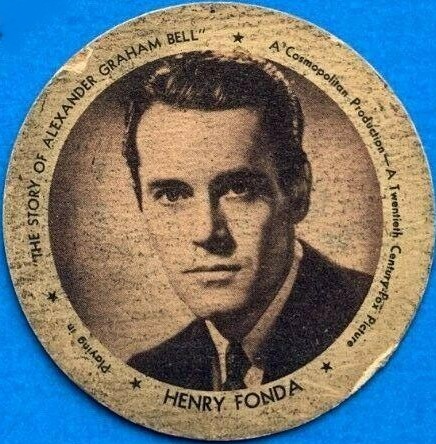 Playing in
"THE STORY OF ALEXANDER GRAHAM BELL"
A Cosmopolitan Production—A Twentieth Century-Fox Picture
HENRY FONDA